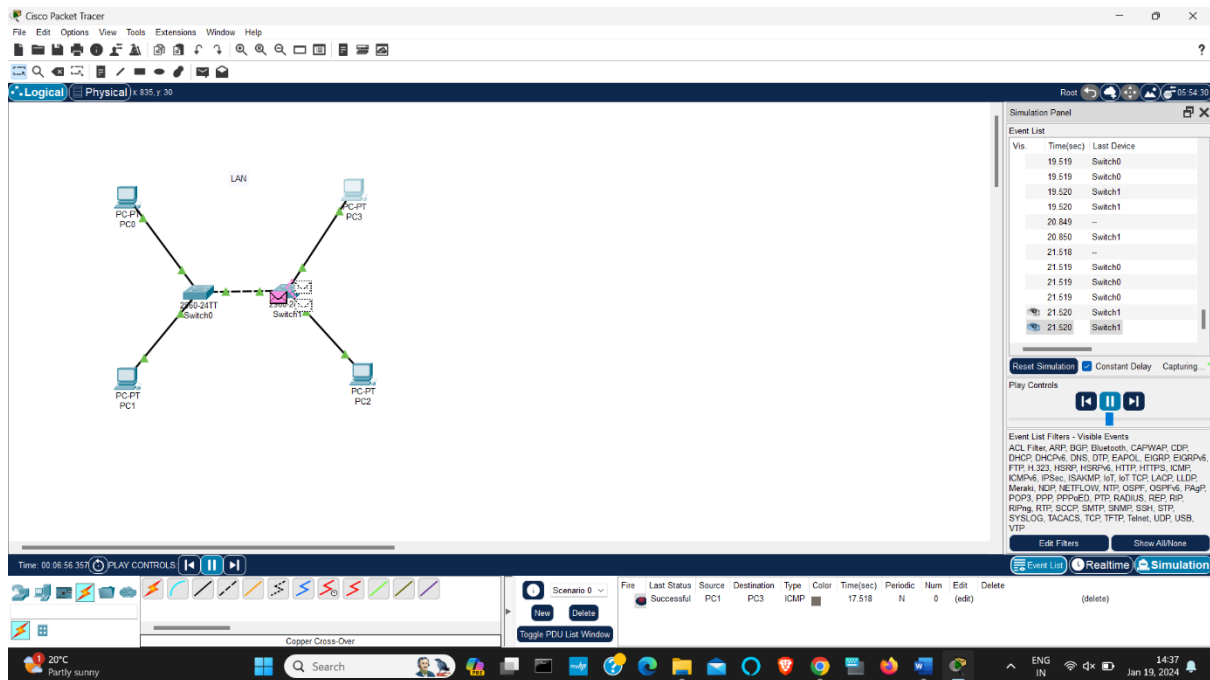 Cisco Packet Tracer
File Edit Options View Tools Extensions Window Help
?
Logical Physical x: 835, y: 30 Root 05:54:30
Simulation Panel
Event List
Vis. Time(sec) Last Device
19.519 Switch0
19.519 Switch0
19.520 Switch1
19.520 Switch1
20.849 --
20.850 Switch1
21.518 --
21.519 Switch0
21.519 Switch0
21.519 Switch0
21.520 Switch1
21.520 Switch1
Reset Simulation Constant Delay Capturing...
Play Controls
Event List Filters - Visible Events
ACL Filter, ARP, BGP, Bluetooth, CAPWAP, CDP,
DHCP, DHCPv6, DNS, DTP, EAPOL, EIGRP, EIGRPv6,
FTP, H.323, HSRP, HSRPv6, HTTP, HTTPS, ICMP,
ICMPv6, IPSec, ISAKMP, IoT, IoT TCP, LACP, LLDP,
Meraki, NDP, NETFLOW, NTP, OSPF, OSPFv6, PAgP,
POP3, PPP, PPPoED, PTP, RADIUS, REP, RIP,
RIPng, RTP, SCCP, SMTP, SNMP, SSH, STP,
SYSLOG, TACACS, TCP, TFTP, Telnet, UDP, USB,
VTP
Edit Filters Show All/None
Event List Realtime Simulation
LAN
PC-PT
PC0
PC-PT
PC3
2960-24TT
Switch0
Switch1
PC-PT
PC1
PC-PT
PC2
Time: 00:06:56.357 PLAY CONTROLS:
Copper Cross-Over
Scenario 0
New Delete
Toggle PDU List Window
Fire Last Status Source Destination Type Color Time(sec) Periodic Num Edit Delete
Successful PC1 PC3 ICMP 17.518 N 0 (edit) (delete)
1 20°C
Partly sunny
Search
ENG
IN
14:37
Jan 19, 2024